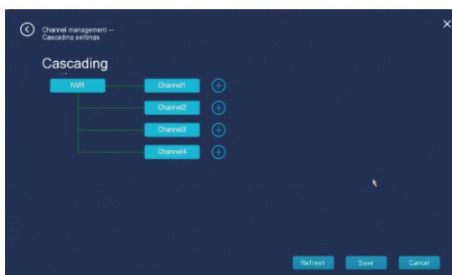 Channel management --
Cascading settings
Cascading
NVR
Channel1
Channel2
Channel3
Channel4
Refresh
Save
Cancel